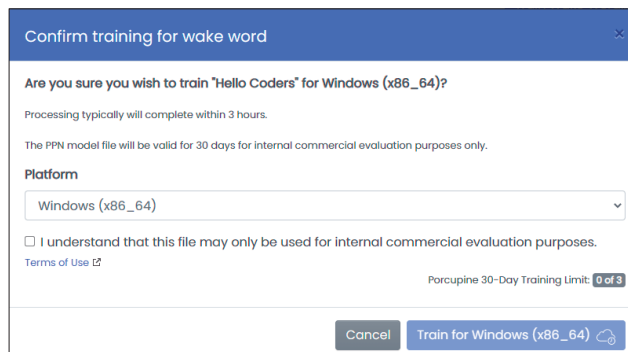 Confirm training for wake word
×
Are you sure you wish to train "Hello Coders" for Windows (x86_64)?
Processing typically will complete within 3 hours.
The PPN model file will be valid for 30 days for internal commercial evaluation purposes only.
Platform
Windows (x86_64)
I understand that this file may only be used for internal commercial evaluation purposes.
Terms of Use
Porcupine 30-Day Training Limit: 0 of 3
Cancel Train for Windows (x86_64)